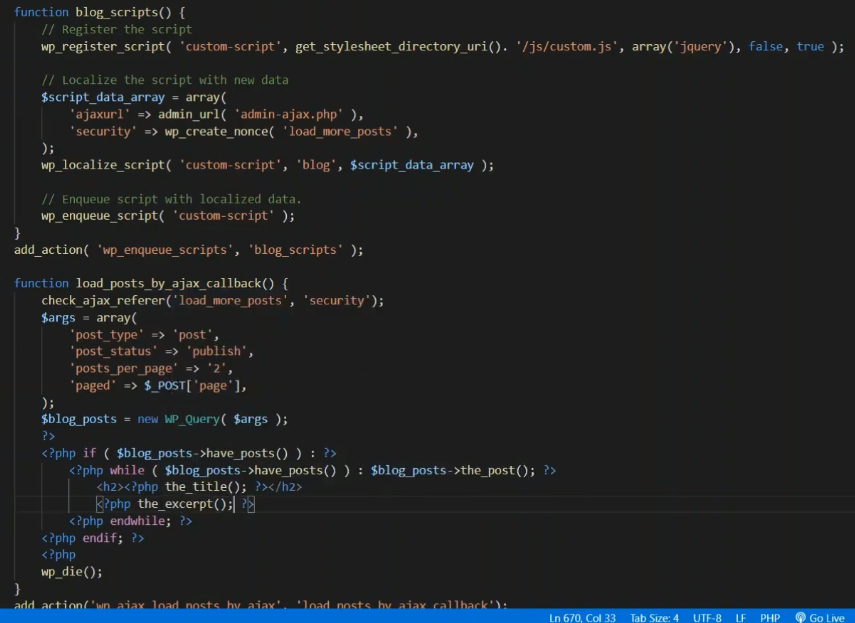 function blog_scripts() {
// Register the script
wp_register_script( 'custom-script', get_stylesheet_directory_uri(). '/js/custom.js', array('jquery'), false, true );
// Localize the script with new data
$script_data_array = array(
'ajaxurl' => admin_url( 'admin-ajax.php' ),
'security' => wp_create_nonce( 'load_more_posts' ),
);
wp_localize_script( 'custom-script', 'blog', $script_data_array );
// Enqueue script with localized data.
wp_enqueue_script( 'custom-script' );
}
add_action( 'wp_enqueue_scripts', 'blog_scripts' );
function load_posts_by_ajax_callback() {
check_ajax_referer('load_more_posts', 'security');
$args = array(
'post_type' => 'post',
'post_status' => 'publish',
'posts_per_page' => '2',
'paged' => $_POST['page'],
);
$blog_posts = new WP_Query( $args );
?>
<?php if ( $blog_posts->have_posts() ) : ?>
<?php while ( $blog_posts->have_posts() ) : $blog_posts->the_post(); ?>
<h2><?php the_title(); ?></h2>
<?php the_excerpt(); ?>
<?php endwhile; ?>
<?php endif; ?>
<?php
wp_die();
}
add_action('wp_ajax_load_posts_by_ajax', 'load_posts_by_ajax_callback');
Ln 670, Col 33 Tab Size: 4 UTF-8 LF PHP Go Live